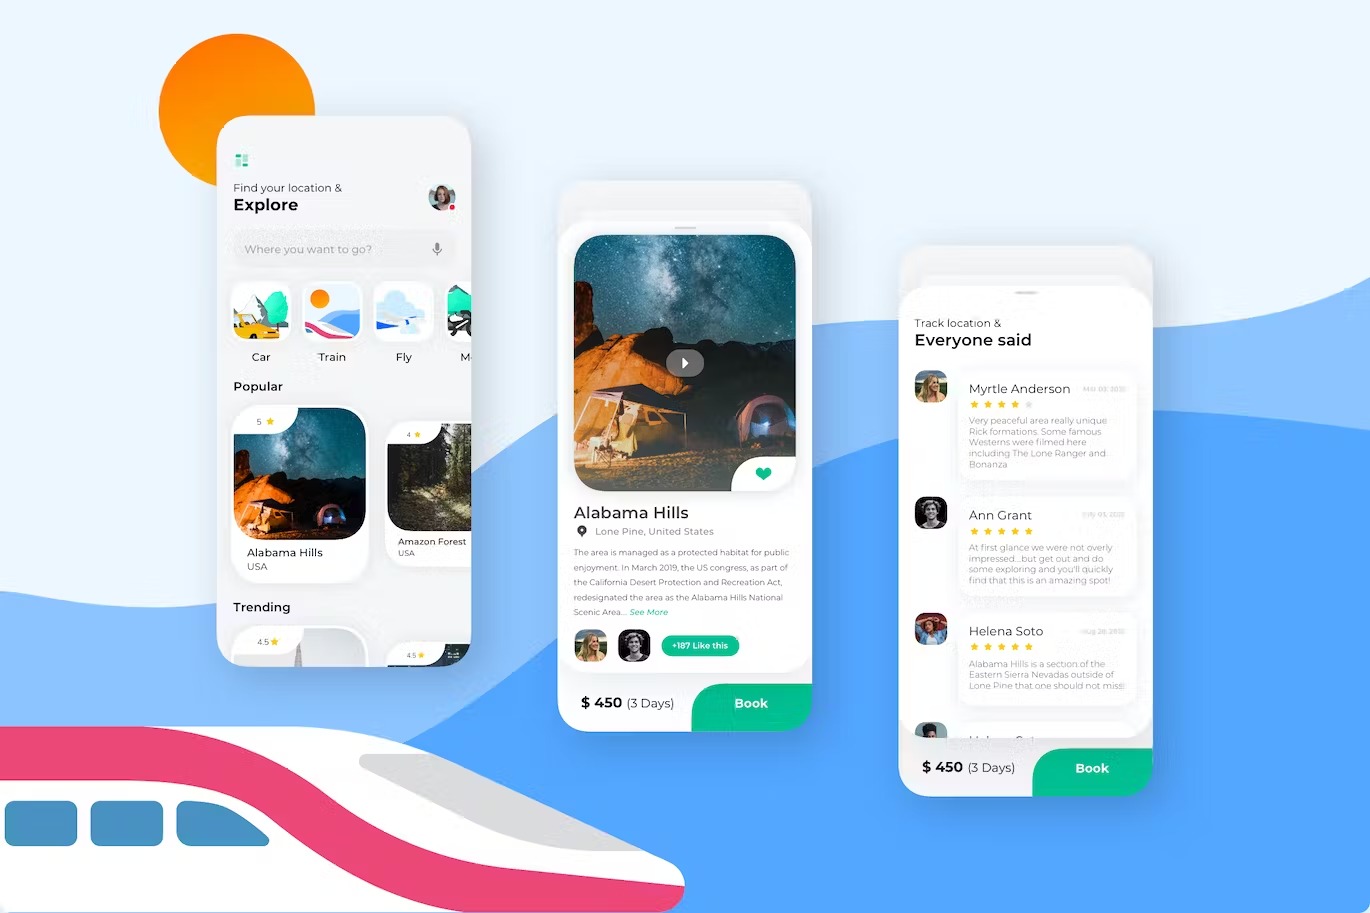 Find your location &
Explore
Where you want to go?
Car
Train
Fly
M
Popular
5
4
Alabama Hills
USA
Amazon Forest
USA
Trending
4.5
4.5
Alabama Hills
Lone Pine, United States
The area is managed as a protected habitat for public
enjoyment. In March 2019, the US congress, as part of
the California Desert Protection and Recreation Act,
redesignated the area as the Alabama Hills National
Scenic Area... See More
+187 Like this
$ 450 (3 Days)
Book
Track location &
Everyone said
Myrtle Anderson
Very peaceful area really unique
Rick formations. Some famous
Westerns were filmed here
including The Lone Ranger and
Bonanza
Ann Grant
At first glance we were not overly
impressed...but get out and do
some exploring and you'll quickly
find that this is an amazing spot!
Helena Soto
Alabama Hills is a section of the
Eastern Sierra Nevadas outside of
Lone Pine that one should not miss
$ 450 (3 Days)
Book